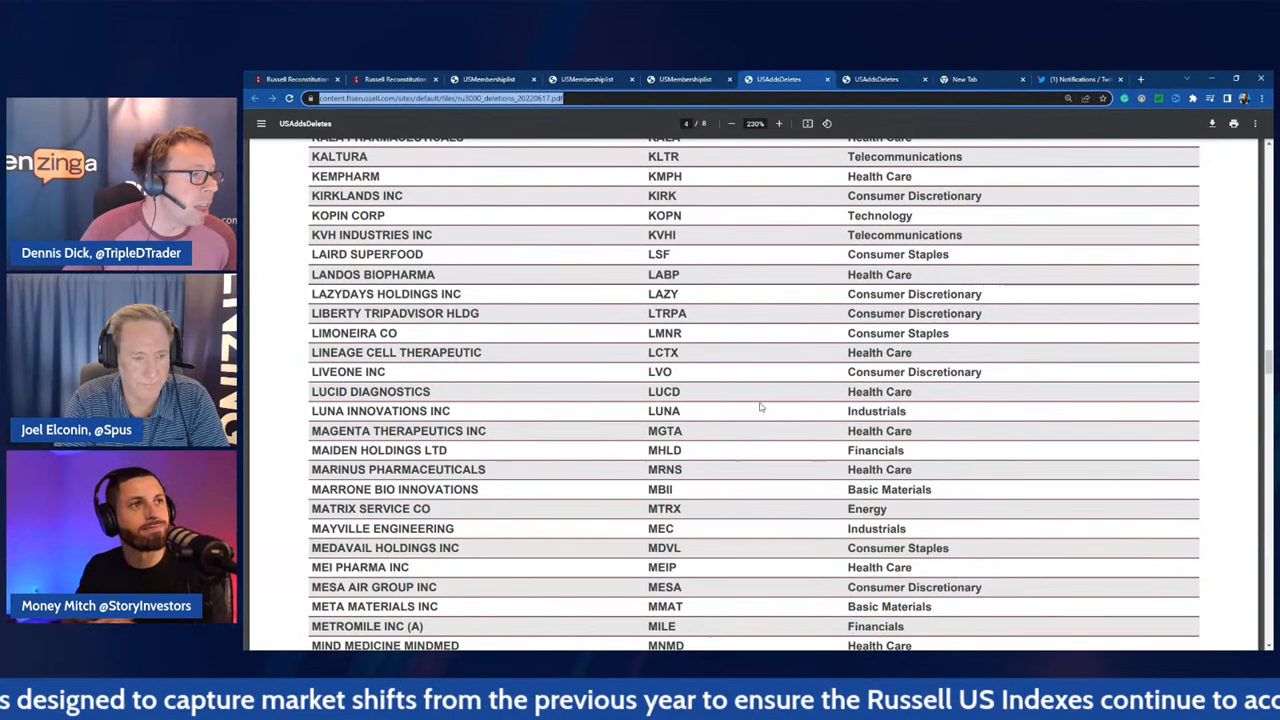 Russell Reconstitution
Russell Reconstitution
USMembershiplist
USMembershiplist
USMembershiplist
USAddsDeletes
USAddsDeletes
New Tab
(1) Notifications / Twi
content.ftserussell.com/sites/default/files/ru3000_deletions_20220617.pdf
USAddsDeletes
4 / 8
230%
enzinga
Dennis Dick, @TripleDTrader
Joel Elconin, @Spus
Money Mitch @StoryInvestors
KALA PHARMACEUTICALS KALA Health Care
KALTURA KLTR Telecommunications
KEMPHARM KMPH Health Care
KIRKLANDS INC KIRK Consumer Discretionary
KOPIN CORP KOPN Technology
KVH INDUSTRIES INC KVHI Telecommunications
LAIRD SUPERFOOD LSF Consumer Staples
LANDOS BIOPHARMA LABP Health Care
LAZYDAYS HOLDINGS INC LAZY Consumer Discretionary
LIBERTY TRIPADVISOR HLDG LTRPA Consumer Discretionary
LIMONEIRA CO LMNR Consumer Staples
LINEAGE CELL THERAPEUTIC LCTX Health Care
LIVEONE INC LVO Consumer Discretionary
LUCID DIAGNOSTICS LUCD Health Care
LUNA INNOVATIONS INC LUNA Industrials
MAGENTA THERAPEUTICS INC MGTA Health Care
MAIDEN HOLDINGS LTD MHLD Financials
MARINUS PHARMACEUTICALS MRNS Health Care
MARRONE BIO INNOVATIONS MBII Basic Materials
MATRIX SERVICE CO MTRX Energy
MAYVILLE ENGINEERING MEC Industrials
MEDAVAIL HOLDINGS INC MDVL Consumer Staples
MEI PHARMA INC MEIP Health Care
MESA AIR GROUP INC MESA Consumer Discretionary
META MATERIALS INC MMAT Basic Materials
METROMILE INC (A) MILE Financials
MIND MEDICINE MINDMED MNMD Health Care
s designed to capture market shifts from the previous year to ensure the Russell US Indexes continue to acc